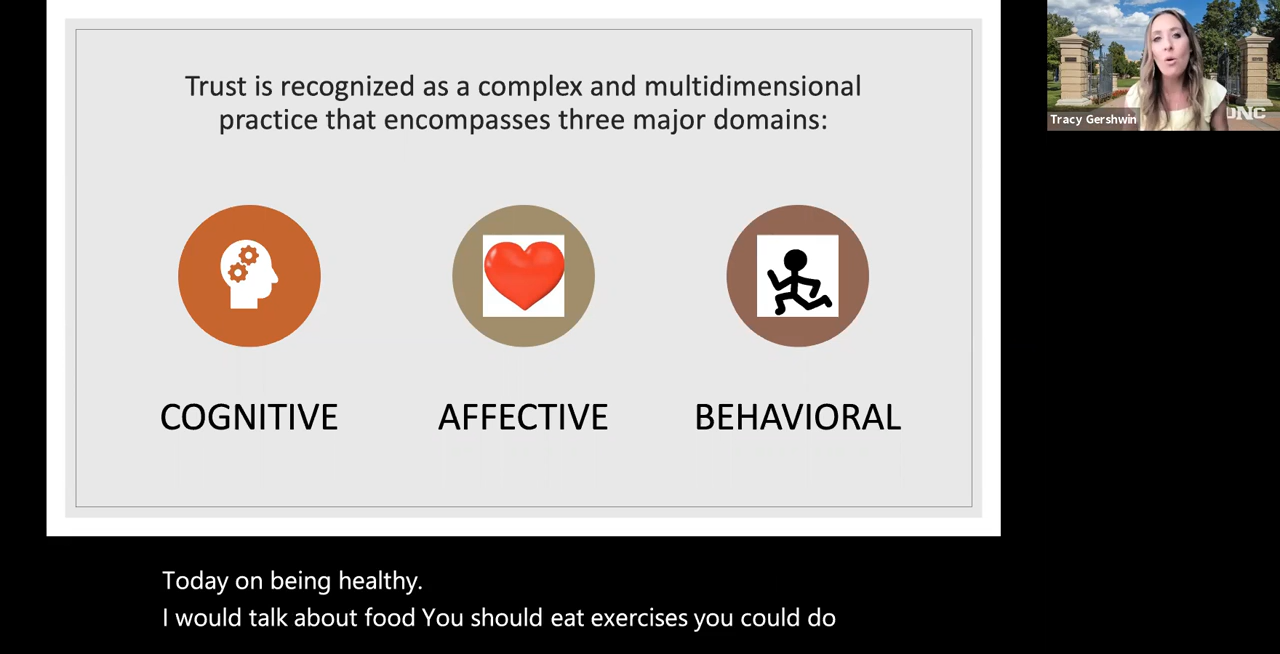 Trust is recognized as a complex and multidimensional
practice that encompasses three major domains:
COGNITIVE
AFFECTIVE
BEHAVIORAL
Tracy Gershwin
UNC
Today on being healthy.
I would talk about food You should eat exercises you could do